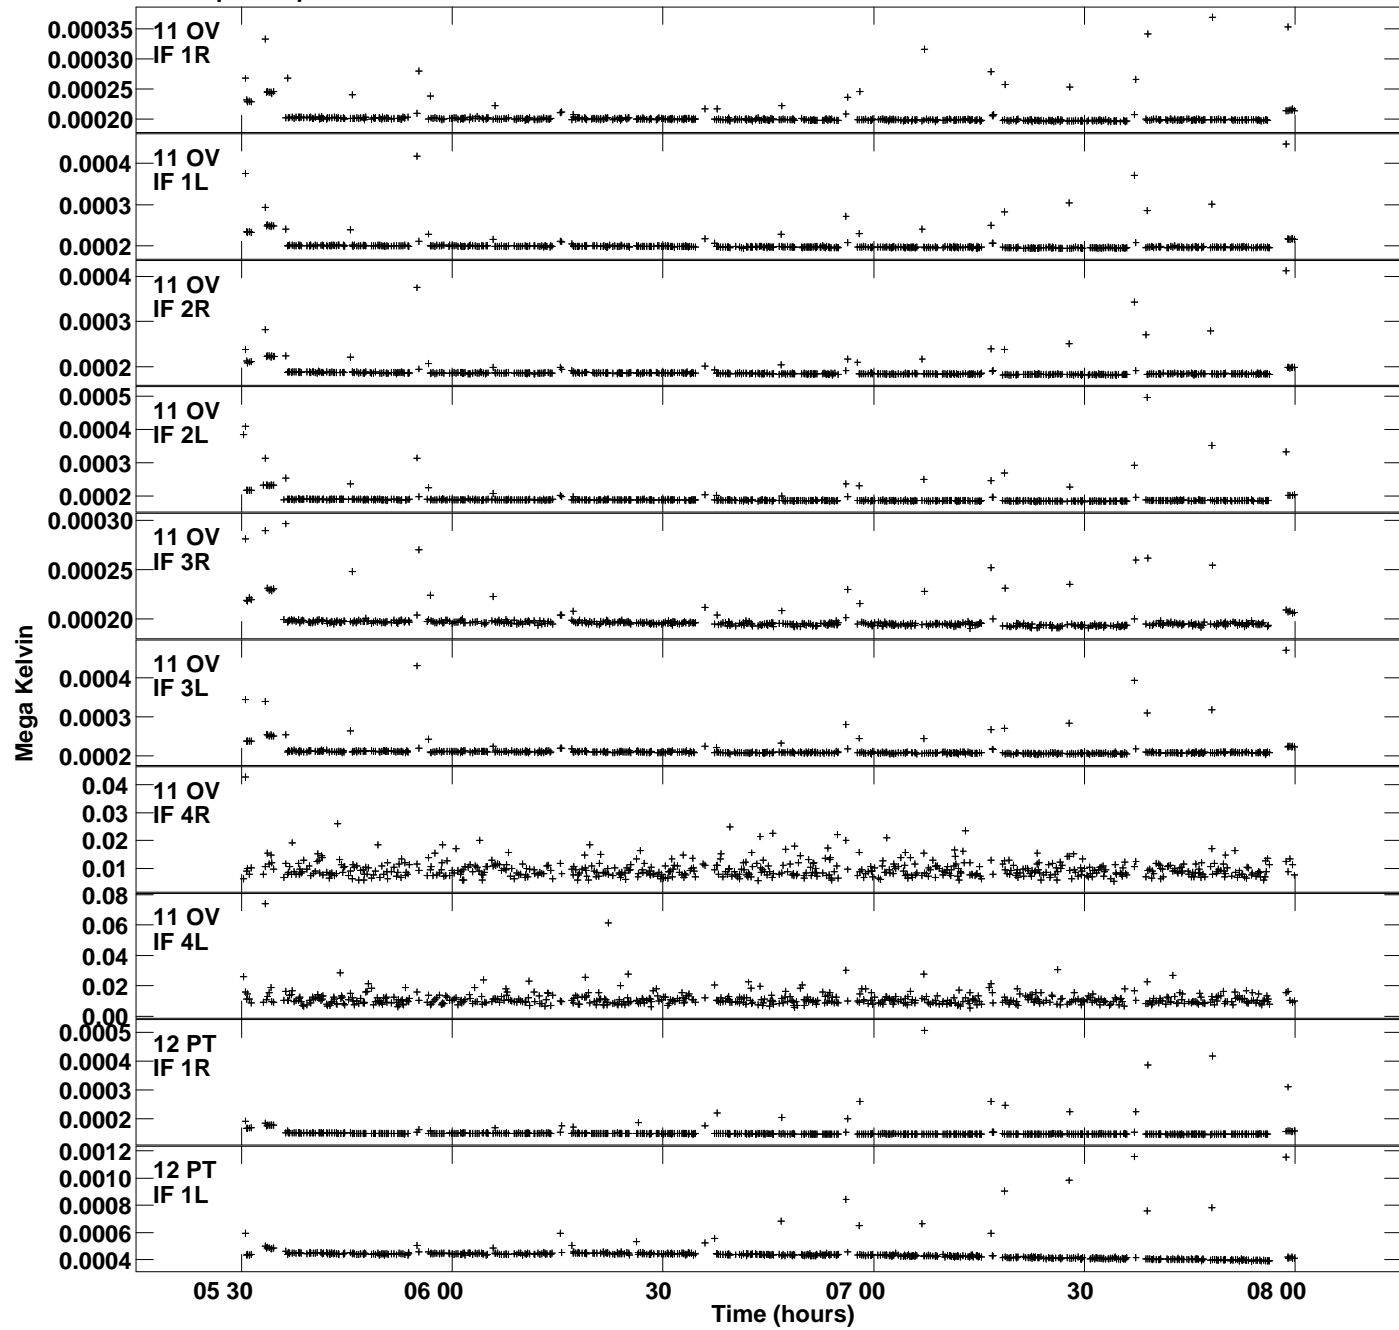 0.00035
0.00030
0.00025
0.00020
11 OV
IF 1R
0.0004
0.0003
0.0002
11 OV
IF 1L
0.0004
0.0003
0.0002
11 OV
IF 2R
0.0005
0.0004
0.0003
0.0002
11 OV
IF 2L
0.00030
0.00025
0.00020
11 OV
IF 3R
0.0004
0.0003
0.0002
11 OV
IF 3L
0.04
0.03
0.02
0.01
11 OV
IF 4R
0.08
0.06
0.04
0.02
0.00
11 OV
IF 4L
0.0005
0.0004
0.0003
0.0002
12 PT
IF 1R
0.0012
0.0010
0.0008
0.0006
0.0004
12 PT
IF 1L
Mega Kelvin
05 30 06 00 30 07 00 30 08 00
Time (hours)